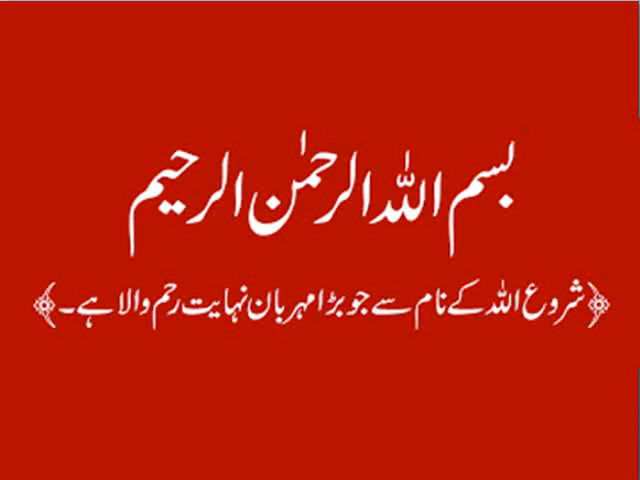 بسم اللہ الرحمٰن الرحیم
﴿شروع اللہ کے نام سے جو بڑا مہربان نہایت رحم والا ہے۔﴾